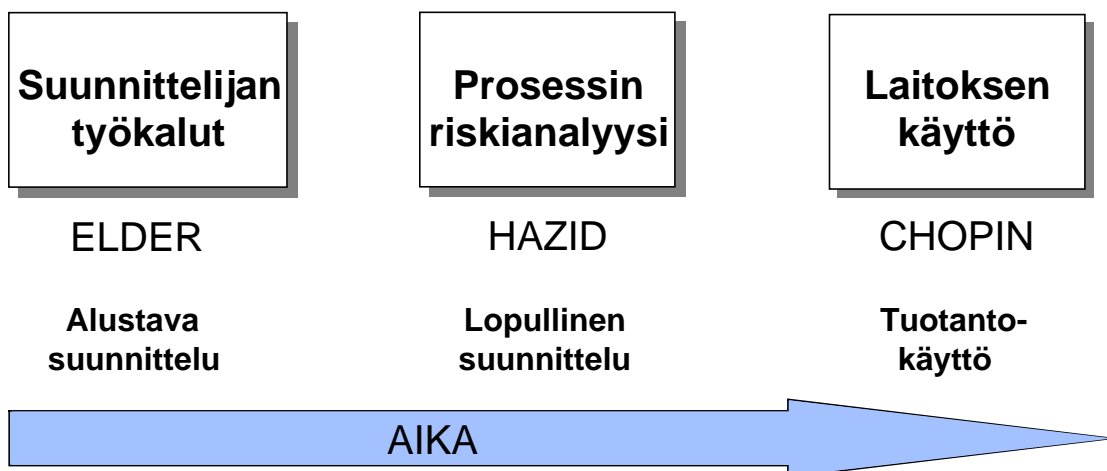 Suunnittelijan
työkalut
Prosessin
riskianalyysi
Laitoksen
käyttö
ELDER
HAZID
CHOPIN
Alustava
suunnittelu
Lopullinen
suunnittelu
Tuotanto-
käyttö
AIKA